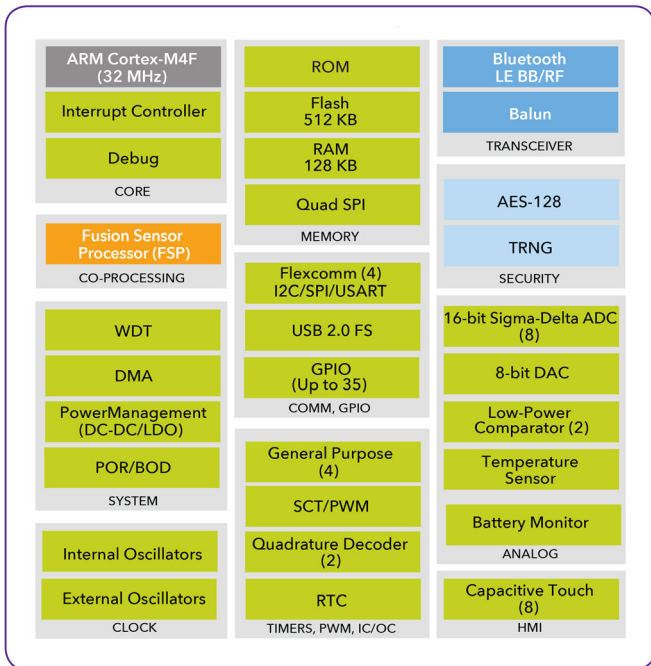 ARM Cortex-M4F
(32 MHz)
Interrupt Controller
Debug
CORE
Fusion Sensor
Processor (FSP)
CO-PROCESSING
WDT
DMA
PowerManagement
(DC-DC/LDO)
POR/BOD
SYSTEM
Internal Oscillators
External Oscillators
CLOCK
ROM
Flash
512 KB
RAM
128 KB
Quad SPI
MEMORY
Flexcomm (4)
I2C/SPI/USART
USB 2.0 FS
GPIO
(Up to 35)
COMM, GPIO
General Purpose
(4)
SCT/PWM
Quadrature Decoder
(2)
RTC
TIMERS, PWM, IC/OC
Bluetooth
LE BB/RF
Balun
TRANSCEIVER
AES-128
TRNG
SECURITY
16-bit Sigma-Delta ADC
(8)
8-bit DAC
Low-Power
Comparator (2)
Temperature
Sensor
Battery Monitor
ANALOG
Capacitive Touch
(8)
HMI